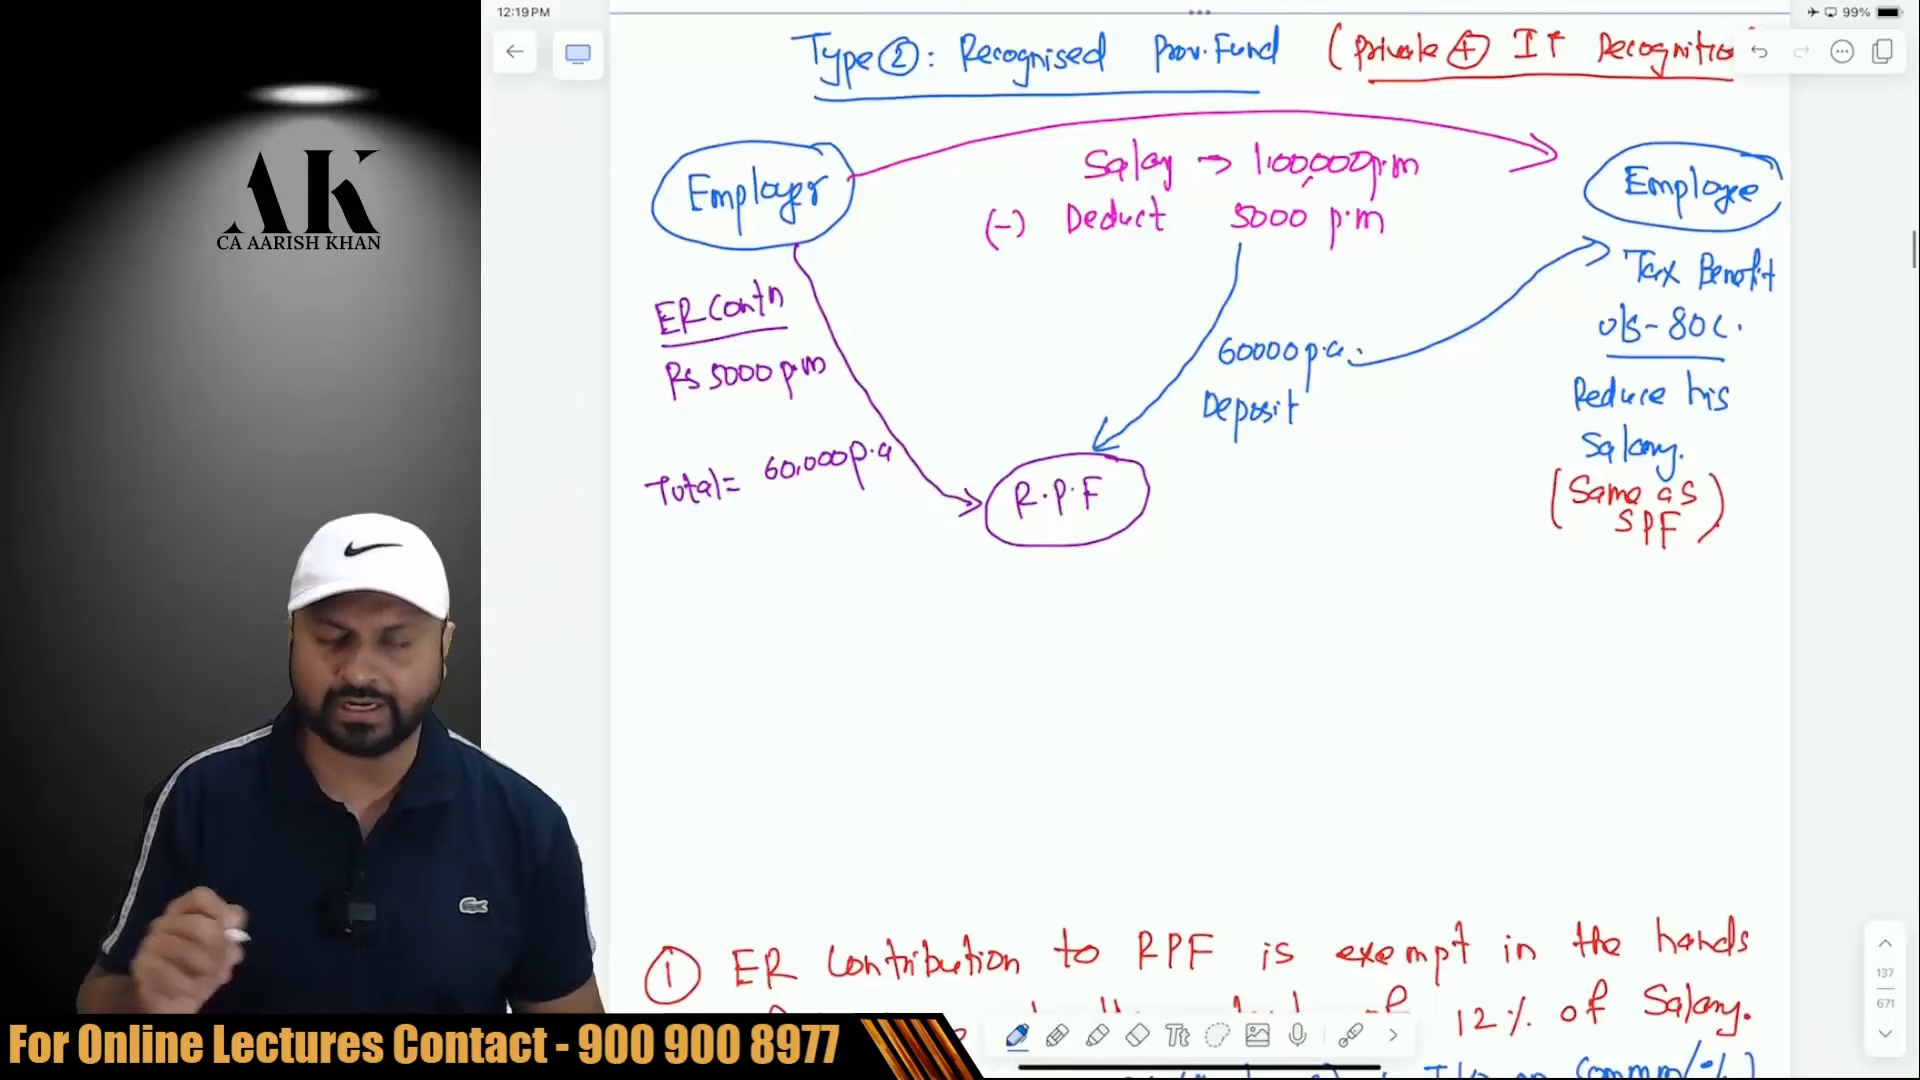 12:19 PM
99%
Type ②: Recognised Prov. Fund (Private ⊕ IT Recognitio
AK
CA AARISH KHAN
Employer
Salary → 1,00,000 p.m
(-) Deduct 5000 p.m
Employee
ER Contn
Rs 5000 p.m
Total = 60,000 p.a
60000 p.a.
Deposit
R.P.F
Tax Benefit
u/s - 80C.
Reduce his
Salary.
(Same as
SPF)
① ER Contribution to RPF is exempt in the hands
of 12% of Salary.
137
671
Tt
For Online Lectures Contact - 900 900 8977